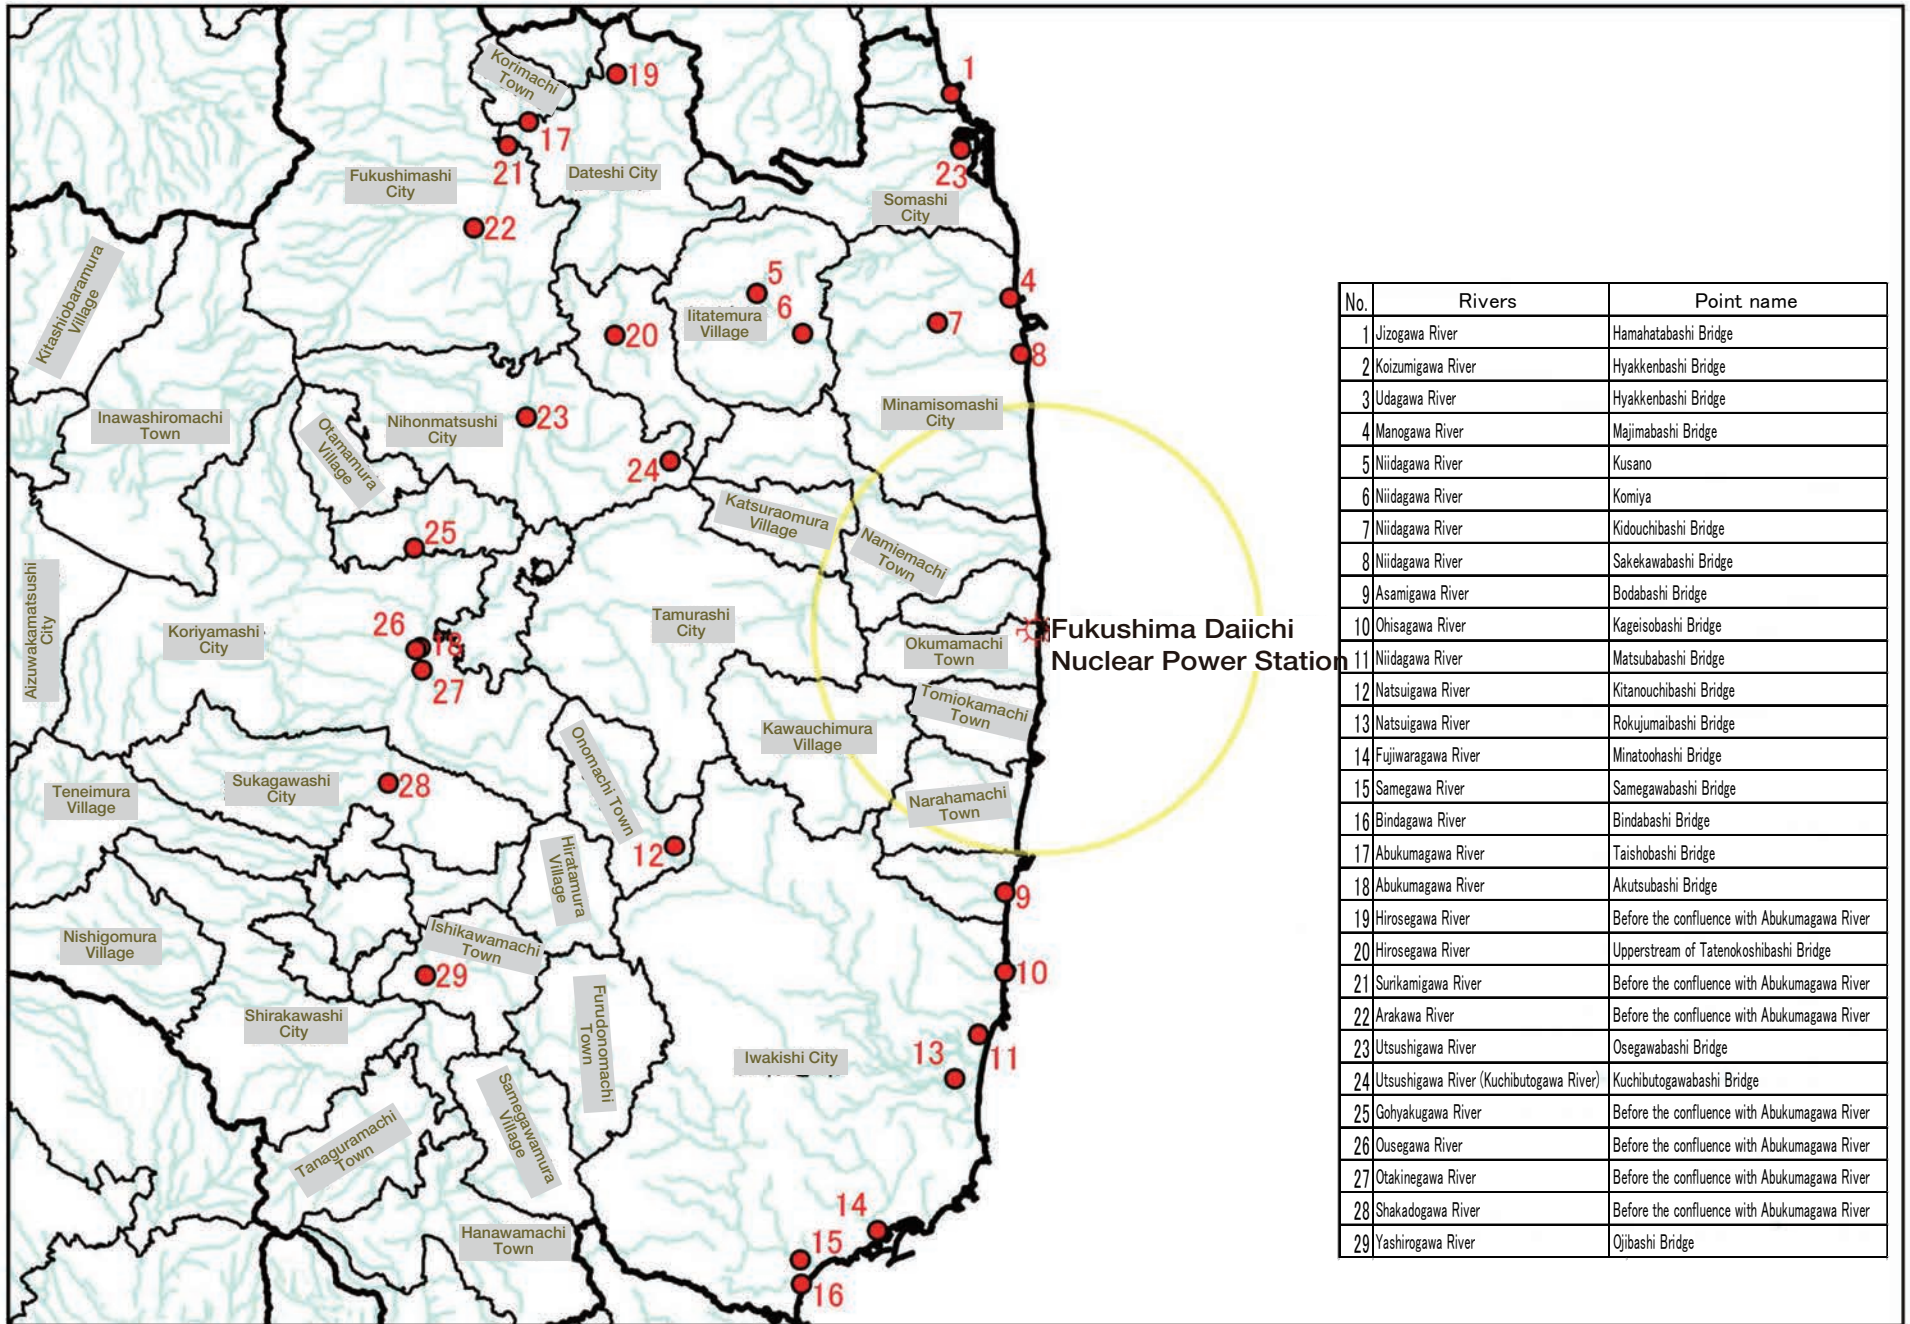 Korimachi
Town
19
1
17
21
Fukushimashi
City
Dateshi City
23
Somashi
City
22
Kitashiobaramura
Village
5
6
Iitatemura
Village
4
7
8
20
Inawashiromachi
Town
Otamamura
Village
Nihonmatsushi
City
23
Minamisomashi
City
24
Katsuraomura
Village
25
Namiemachi
Town
Aizuwakamatsushi
City
Koriyamashi
City
26
18
27
Tamurashi
City
Okumamachi
Town
Fukushima Daiichi
Nuclear Power Station
Tomiokamachi
Town
Kawauchimura
Village
Onomachi Town
Teneimura
Village
Sukagawashi
City
28
Narahamachi
Town
12
Hiratamura
Village
9
Nishigomura
Village
Ishikawamachi
Town
29
10
Shirakawashi
City
Furudonomachi
Town
Iwakishi City
13
11
Samegawamura
Village
Tanaguramachi
Town
14
15
16
Hanawamachi
Town
No. Rivers Point name
1 Jizogawa River Hamahatabashi Bridge
2 Koizumigawa River Hyakkenbashi Bridge
3 Udagawa River Hyakkenbashi Bridge
4 Manogawa River Majimabashi Bridge
5 Niidagawa River Kusano
6 Niidagawa River Komiya
7 Niidagawa River Kidouchibashi Bridge
8 Niidagawa River Sakekawabashi Bridge
9 Asamigawa River Bodabashi Bridge
10 Ohisagawa River Kageisobashi Bridge
11 Niidagawa River Matsubabashi Bridge
12 Natsuigawa River Kitanouchibashi Bridge
13 Natsuigawa River Rokujumaibashi Bridge
14 Fujiwaragawa River Minatoohashi Bridge
15 Samegawa River Samegawabashi Bridge
16 Bindagawa River Bindabashi Bridge
17 Abukumagawa River Taishobashi Bridge
18 Abukumagawa River Akutsubashi Bridge
19 Hirosegawa River Before the confluence with Abukumagawa River
20 Hirosegawa River Upperstream of Tatenokoshibashi Bridge
21 Surikamigawa River Before the confluence with Abukumagawa River
22 Arakawa River Before the confluence with Abukumagawa River
23 Utsushigawa River Osegawabashi Bridge
24 Utsushigawa River (Kuchibutogawa River) Kuchibutogawabashi Bridge
25 Gohyakugawa River Before the confluence with Abukumagawa River
26 Ousegawa River Before the confluence with Abukumagawa River
27 Otakinegawa River Before the confluence with Abukumagawa River
28 Shakadogawa River Before the confluence with Abukumagawa River
29 Yashirogawa River Ojibashi Bridge